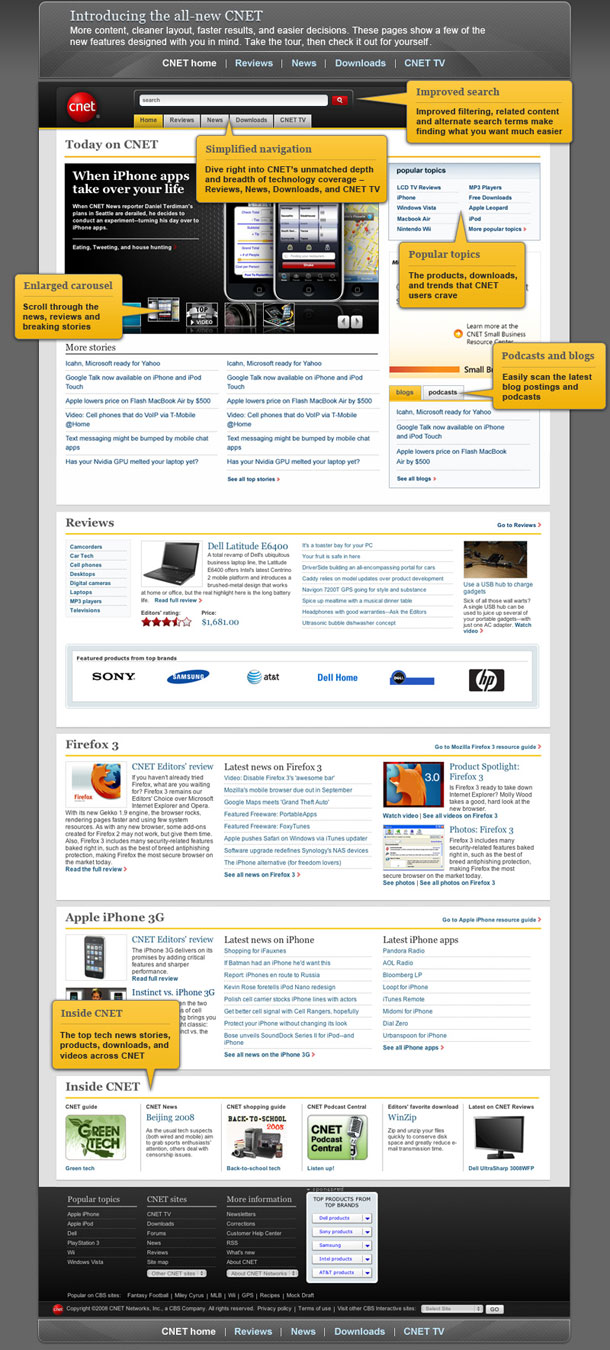 Introducing the all-new CNET
More content, cleaner layout, faster results, and easier decisions. These pages show a few of the
new features designed with you in mind. Take the tour, then check it out for yourself.
CNET home | Reviews | News | Downloads | CNET TV
cnet
search
Home Reviews News Downloads CNET TV
Improved search
Improved filtering, related content
and alternate search terms make
finding what you want much easier
Simplified navigation
Dive right into CNET's unmatched depth
and breadth of technology coverage –
Reviews, News, Downloads, and CNET TV
Today on CNET
When iPhone apps
take over your life
When CNET News reporter Daniel Terdiman's
plans in Seattle are derailed, he decides to
conduct an experiment--turning his day over to
iPhone apps.
Eating, Tweeting, and house hunting
TOP
VIDEO
Enlarged carousel
Scroll through the
news, reviews and
breaking stories
popular topics
LCD TV Reviews
iPhone
Windows Vista
Macbook Air
Nintendo Wii
MP3 Players
Free Downloads
Apple Leopard
iPod
More popular topics
Popular topics
The products, downloads,
and trends that CNET
users crave
Learn more at the
CNET Small Business
Resource Center
Podcasts and blogs
Easily scan the latest
blog postings and
podcasts
More stories
Icahn, Microsoft ready for Yahoo
Google Talk now available on iPhone and iPod
Touch
Apple lowers price on Flash MacBook Air by $500
Video: Cell phones that do VoIP via T-Mobile
@Home
Text messaging might be bumped by mobile chat
apps
Has your Nvidia GPU melted your laptop yet?
Icahn, Microsoft ready for Yahoo
Google Talk now available on iPhone and iPod
Touch
Apple lowers price on Flash MacBook Air by $500
Video: Cell phones that do VoIP via T-Mobile
@Home
Text messaging might be bumped by mobile chat
apps
Has your Nvidia GPU melted your laptop yet?
See all top stories
blogs podcasts
Icahn, Microsoft ready for Yahoo
Google Talk now available on iPhone
and iPod Touch
Apple lowers price on Flash MacBook
Air by $500
See all blogs
Reviews
Go to Reviews
Camcorders
Car Tech
Cell phones
Desktops
Digital cameras
Laptops
MP3 players
Televisions
Dell Latitude E6400
A total revamp of Dell's ubiquitous
business laptop line, the Latitude
E6400 offers Intel's latest Centrino
2 mobile platform and introduces a
brushed-metal design that works
at home or office, but the real highlight here is the long battery
life. Read full review
Editors' rating: Price:
$1,681.00
It's a toaster bay for your PC
Your fruit is safe in here
DriverSide building an all-encompassing portal for cars
Caddy relies on model updates over product development
Navigon 7200T GPS going for style and substance
Spice up mealtime with a musical dinner table
Headphones with good warranties--Ask the Editors
Ultrasonic bubble dishwasher concept
Use a USB hub to charge
gadgets
Sick of all those wall warts?
A single USB hub can be
used to juice up several of
your portable gadgets--with
just one AC adapter. Watch
video
Featured products from top brands
SONY SAMSUNG at&t Dell Home DELL hp
Firefox 3
Go to Mozilla Firefox 3 resource guide
Firefox
CNET Editors' review
If you haven't already tried
Firefox, what are you waiting
for? Firefox 3 remains our
Editors' Choice over Microsoft
Internet Explorer and Opera.
With its new Gekko 1.9 engine, the browser rocks,
rendering pages faster and using few system
resources. As with any new browser, some add-ons
created for Firefox 2 may not work, but give them time.
Also, Firefox 3 includes many security-related features
baked right in, such as the best of breed antiphishing
protection, making Firefox the most secure browser on
the market today.
Read the full review
Latest news on Firefox 3
Video: Disable Firefox 3's 'awesome bar'
Mozilla's mobile browser due out in September
Google Maps meets 'Grand Theft Auto'
Featured Freeware: PortableApps
Featured Freeware: FoxyTunes
Apple pushes Safari on Windows via iTunes updater
Software upgrade redefines Synology's NAS devices
The iPhone alternative (for freedom lovers)
See all news on Firefox 3
3.0
Product Spotlight:
Firefox 3
Is Firefox 3 ready to take down
Internet Explorer? Molly Wood
takes a good, hard look at the
new browser.
Watch video | See all videos on Firefox 3
Photos: Firefox 3
Firefox 3 includes many
security-related features
baked right in, such as the
best of breed antiphishing
protection, making Firefox the
most secure browser on the market today.
See photos | See all photos on Firefox 3
Apple iPhone 3G
Go to Apple iPhone resource guide
CNET Editors' review
The iPhone 3G delivers on its
promises by adding critical
features and sharper
performance.
Read full review
Instinct vs. iPhone 3G
Latest news on iPhone
Shopping for iFauxnes
If Batman had an iPhone he'd want this
Report: iPhones en route to Russia
Kevin Rose foretells iPod Nano redesign
Polish cell carrier stocks iPhone lines with actors
Get better cell signal with Cell Rangers, hopefully
Protect your iPhone without changing its look
Bose unveils SoundDock Series II for iPod--and
iPhone
See all news on the iPhone 3G
Latest iPhone apps
Pandora Radio
AOL Radio
Bloomberg LP
Loopt for iPhone
iTunes Remote
Midomi for iPhone
Dial Zero
Urbanspoon for iPhone
See all iPhone apps
Inside CNET
The top tech news stories,
products, downloads, and
videos across CNET
Inside CNET
CNET guide
GREEN
TECH
Green tech
CNET News
Beijing 2008
As the usual tech suspects
(both wired and mobile) aim
to grab sports enthusiasts'
attention, others deal with
censorship issues.
CNET shopping guide
BACK-TO-SCHOOL
2008
Back-to-school tech
CNET Podcast Central
CNET
Podcast
Central
Listen up!
Editors' favorite download
WinZip
Zip and unzip your files
quickly to conserve disk
space and greatly reduce e-
mail transmission time.
Latest on CNET Reviews
Dell UltraSharp 3008WFP
Popular topics
Apple iPhone
Apple iPod
Dell
PlayStation 3
Wii
Windows Vista
CNET sites
CNET TV
Downloads
Forums
News
Reviews
Site map
Other CNET sites
More information
Newsletters
Corrections
Customer Help Center
RSS
What's new
About CNET
About CNET Networks
sponsored
TOP PRODUCTS FROM
TOP BRANDS
Dell products
Sony products
Samsung
Intel products
AT&T products
Popular on CBS sites: Fantasy Football | Miley Cyrus | MLB | Wii | GPS | Recipes | Mock Draft
cnet Copyright ©2008 CNET Networks, Inc., a CBS Company. All rights reserved. Privacy policy | Terms of use | Visit other CBS Interactive sites: Select Site GO
CNET home | Reviews | News | Downloads | CNET TV